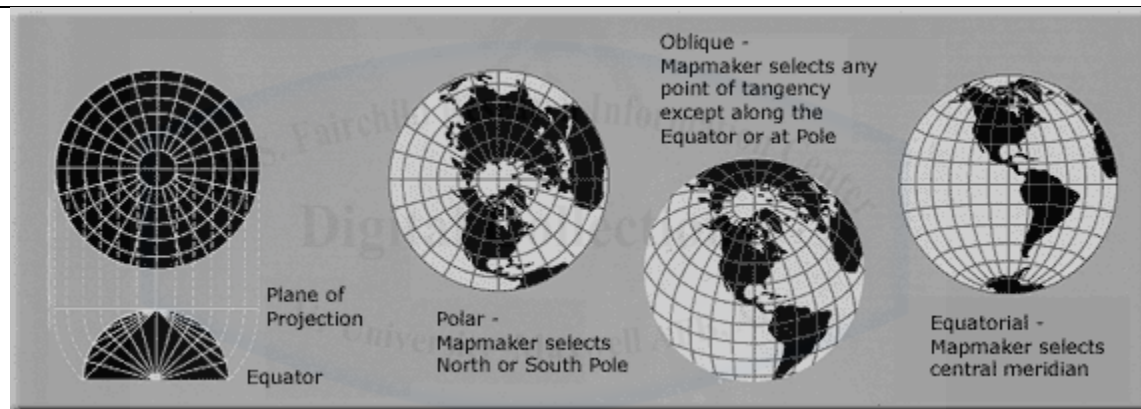 Plane of
Projection
Equator
Polar -
Mapmaker selects
North or South Pole
Oblique -
Mapmaker selects any
point of tangency
except along the
Equator or at Pole
Equatorial -
Mapmaker selects
central meridian